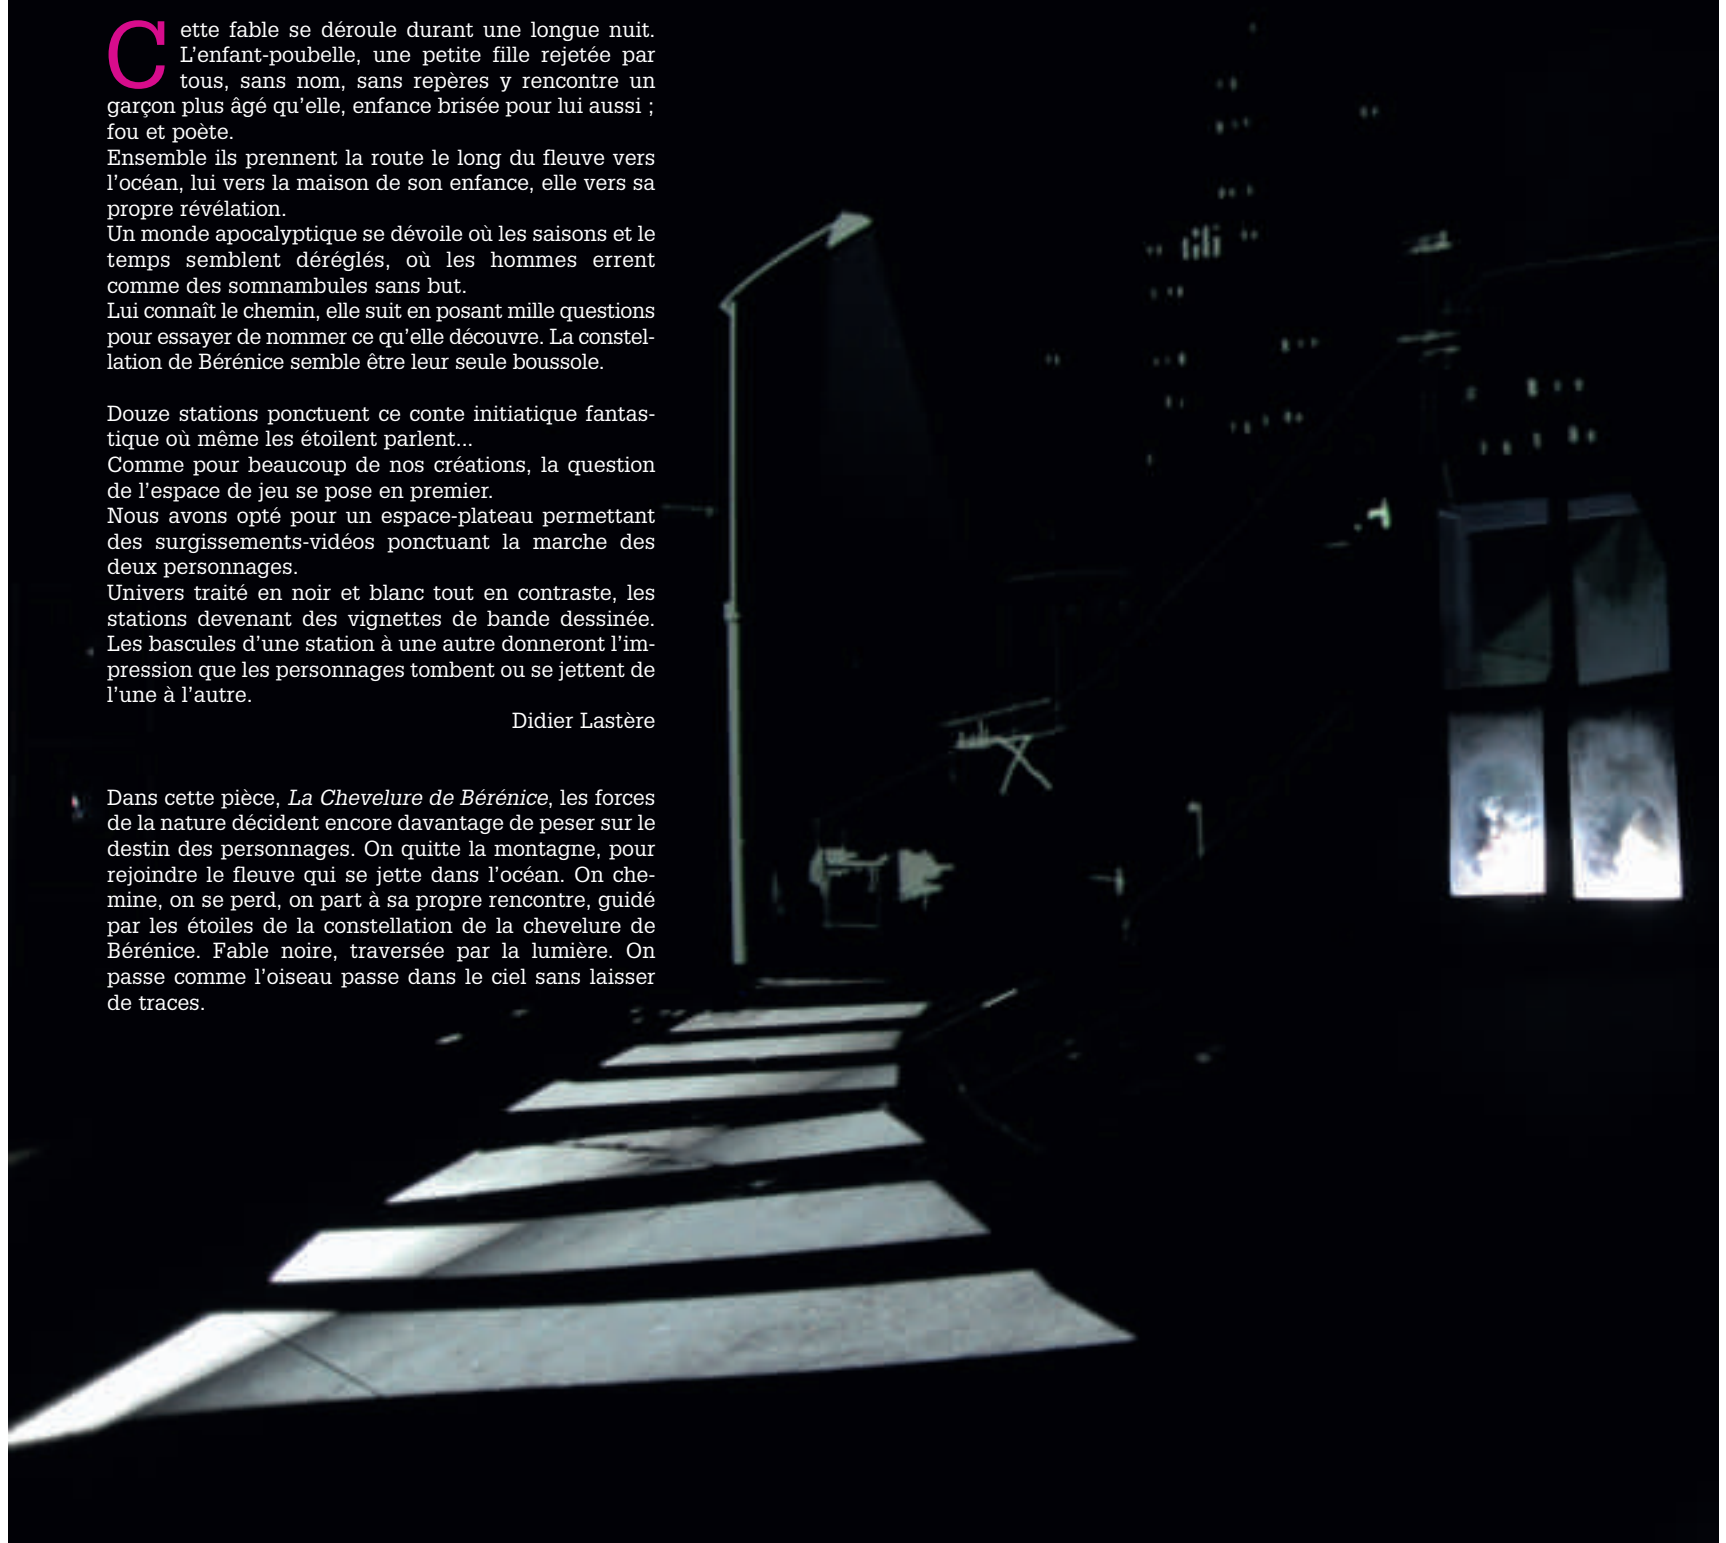 Cette fable se déroule durant une longue nuit.
L'enfant-poubelle, une petite fille rejetée par
tous, sans nom, sans repères y rencontre un
garçon plus âgé qu'elle, enfance brisée pour lui aussi ;
fou et poète.
Ensemble ils prennent la route le long du fleuve vers
l'océan, lui vers la maison de son enfance, elle vers sa
propre révélation.
Un monde apocalyptique se dévoile où les saisons et le
temps semblent déréglés, où les hommes errent
comme des somnambules sans but.
Lui connaît le chemin, elle suit en posant mille questions
pour essayer de nommer ce qu'elle découvre. La constel-
lation de Bérénice semble être leur seule boussole.
Douze stations ponctuent ce conte initiatique fantas-
tique où même les étoilent parlent...
Comme pour beaucoup de nos créations, la question
de l'espace de jeu se pose en premier.
Nous avons opté pour un espace-plateau permettant
des surgissements-vidéos ponctuant la marche des
deux personnages.
Univers traité en noir et blanc tout en contraste, les
stations devenant des vignettes de bande dessinée.
Les bascules d'une station à une autre donneront l'im-
pression que les personnages tombent ou se jettent de
l'une à l'autre.
Didier Lastère
Dans cette pièce, La Chevelure de Bérénice, les forces
de la nature décident encore davantage de peser sur le
destin des personnages. On quitte la montagne, pour
rejoindre le fleuve qui se jette dans l'océan. On che-
mine, on se perd, on part à sa propre rencontre, guidé
par les étoiles de la constellation de la chevelure de
Bérénice. Fable noire, traversée par la lumière. On
passe comme l'oiseau passe dans le ciel sans laisser
de traces.